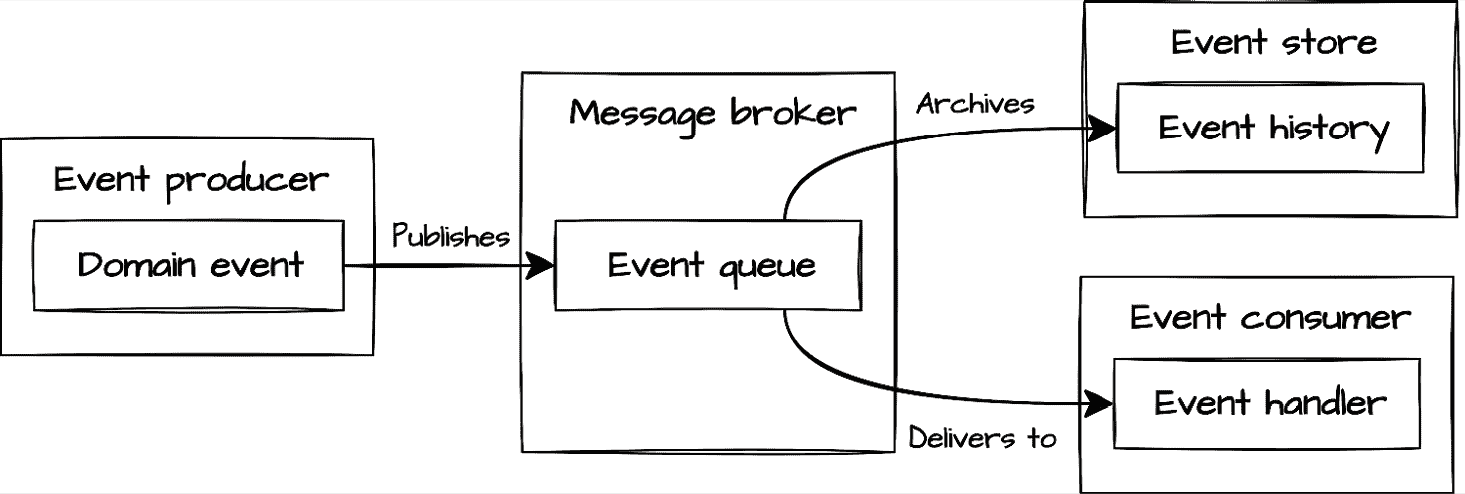 Event producer
Domain event
Publishes
Message broker
Event queue
Archives
Event store
Event history
Delivers to
Event consumer
Event handler